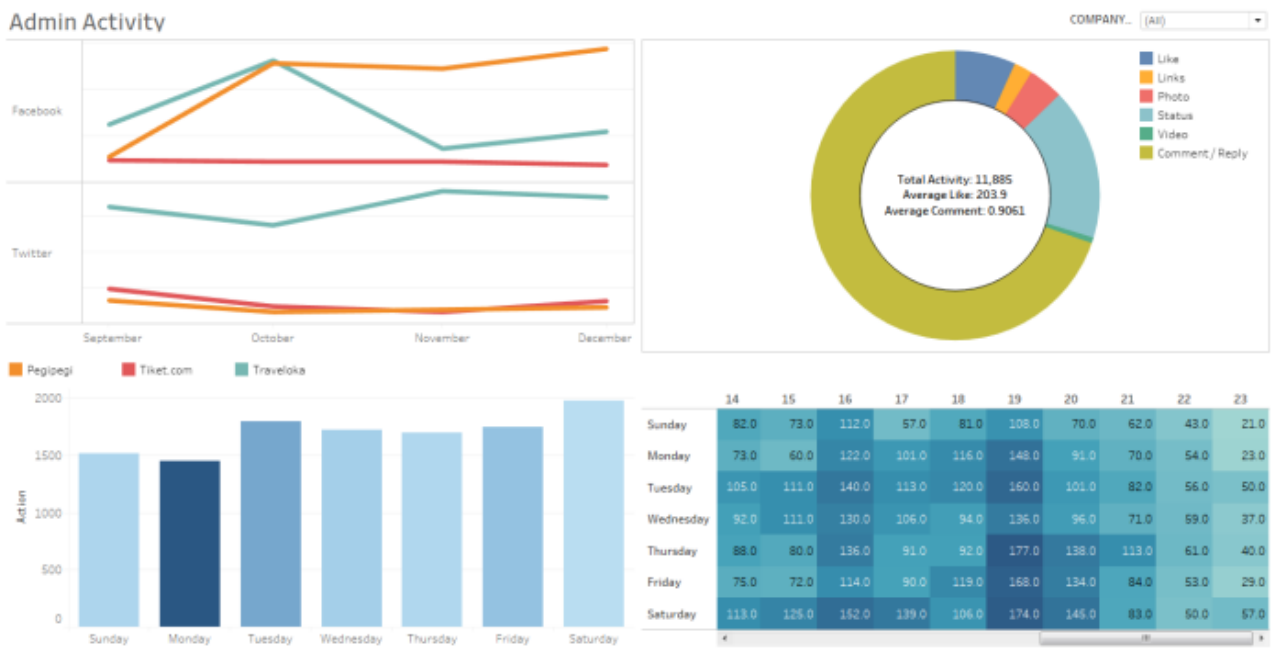 Admin Activity
COMPANY... (All)
Facebook
Twitter
September October November December
Pegipegi Tiket.com Traveloka
Like
Links
Photo
Status
Video
Comment / Reply
Total Activity: 11,885
Average Like: 203.9
Average Comment: 0.9061
Action
2000
1500
1000
500
0
Sunday Monday Tuesday Wednesday Thursday Friday Saturday
14 15 16 17 18 19 20 21 22 23
Sunday 82.0 73.0 112.0 57.0 81.0 108.0 70.0 62.0 43.0 21.0
Monday 73.0 60.0 122.0 101.0 116.0 148.0 91.0 70.0 54.0 23.0
Tuesday 105.0 111.0 140.0 113.0 120.0 160.0 101.0 82.0 56.0 50.0
Wednesday 92.0 111.0 130.0 106.0 94.0 136.0 96.0 71.0 59.0 37.0
Thursday 88.0 80.0 136.0 91.0 92.0 177.0 138.0 113.0 61.0 40.0
Friday 75.0 72.0 114.0 90.0 119.0 168.0 134.0 84.0 53.0 29.0
Saturday 113.0 125.0 152.0 139.0 106.0 174.0 145.0 83.0 50.0 57.0